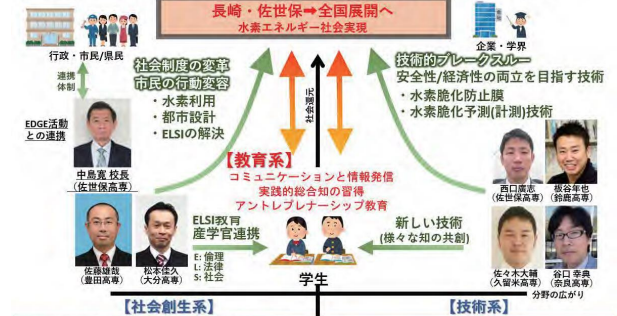 長崎・佐世保➡全国展開へ
水素エネルギー社会実現
行政・市民/県民
企業・学界
連携
体制
社会制度の変革
市民の行動変容
・水素利用
・都市設計
・ELSIの解決
社会還元
技術的ブレークスルー
安全性/経済性の両立を目指す技術
・水素脆化防止膜
・水素脆化予測(計測)技術
EDGE活動
との連携
中島寛 校長
(佐世保高専)
【教育系】
コミュニケーションと情報発信
実践的総合知の習得
アントレプレナーシップ教育
西口廣志
(佐世保高専)
板谷年也
(鈴鹿高専)
佐藤雄哉
(豊田高専)
松本佳久
(大分高専)
ELSI教育
産学官連携
E: 倫理
L: 法律
S: 社会
学生
新しい技術
(様々な知の共創)
佐々木大輔
(久留米高専)
谷口 幸典
(奈良高専)
分野の広がり
【社会創生系】
【技術系】